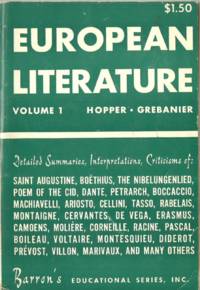 $1.50
EUROPEAN
LITERATURE
VOLUME 1 HOPPER · GREBANIER
Detailed Summaries, Interpretations, Criticisms of:
SAINT AUGUSTINE, BOËTHIUS, THE NIBELUNGENLIED,
POEM OF THE CID, DANTE, PETRARCH, BOCCACCIO,
MACHIAVELLI, ARIOSTO, CELLINI, TASSO, RABELAIS,
MONTAIGNE, CERVANTES, DE VEGA, ERASMUS,
CAMOENS, MOLIÉRE, CORNEILLE, RACINE, PASCAL,
BOILEAU, VOLTAIRE, MONTESQUIEU, DIDEROT,
PRÉVOST, VILLON, MARIVAUX, AND MANY OTHERS
Barron's EDUCATIONAL SERIES, INC.